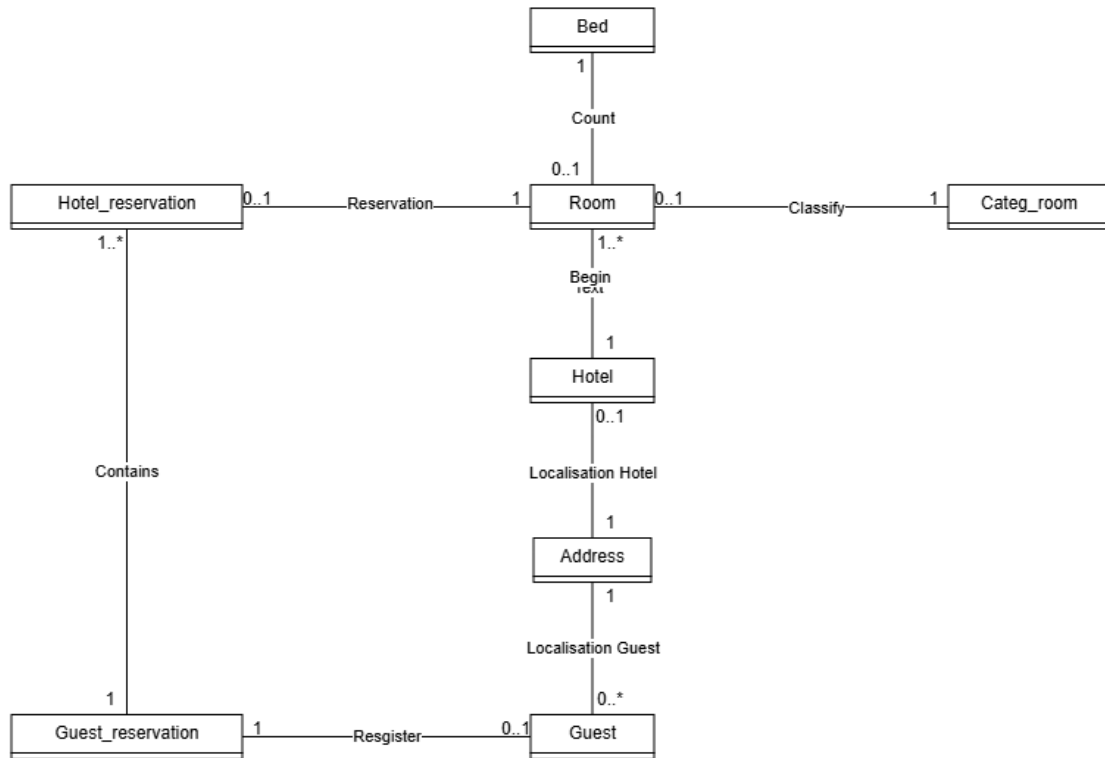 Bed
1
Count
0..1
Hotel_reservation
0..1
Reservation
1
Room
0..1
Classify
1
Categ_room
1..*
1..*
Begin
Text
1
Hotel
0..1
Contains
Localisation Hotel
1
Address
1
Localisation Guest
1
0..*
Guest_reservation
1
Resgister
0..1
Guest